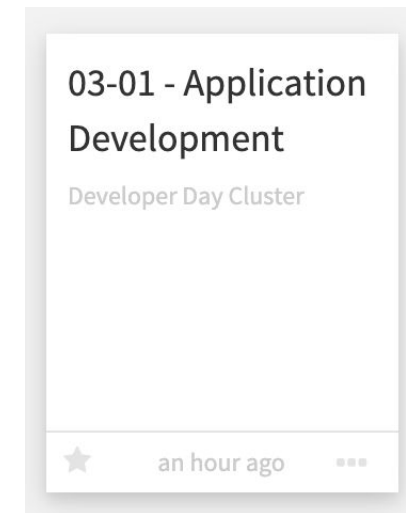 03-01 - Application
Development
Developer Day Cluster
an hour ago